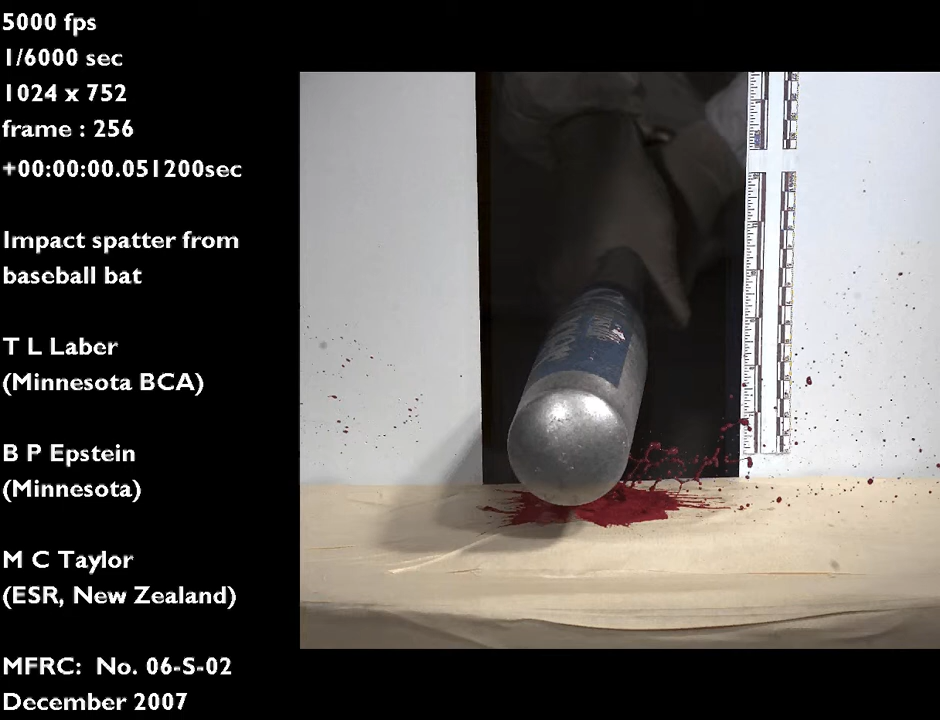 5000 fps
1/6000 sec
1024 x 752
frame : 256
+00:00:00.051200sec
Impact spatter from
baseball bat
T L Laber
(Minnesota BCA)
B P Epstein
(Minnesota)
M C Taylor
(ESR, New Zealand)
MFRC:  No. 06-S-02
December 2007